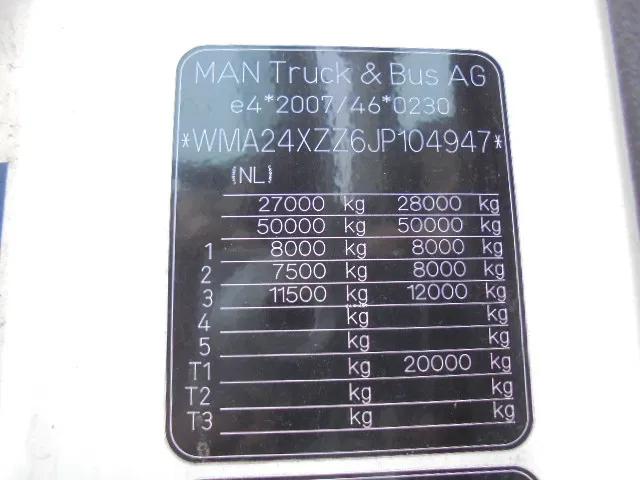 MAN Truck & Bus AG
e4*2007/46*0230
*WMA24XZZ6JP104947*
NL
27000 kg 28000 kg
50000 kg 50000 kg
1 8000 kg 8000 kg
2 7500 kg 8000 kg
3 11500 kg 12000 kg
4 kg kg
5 kg kg
T1 kg 20000 kg
T2 kg kg
T3 kg kg